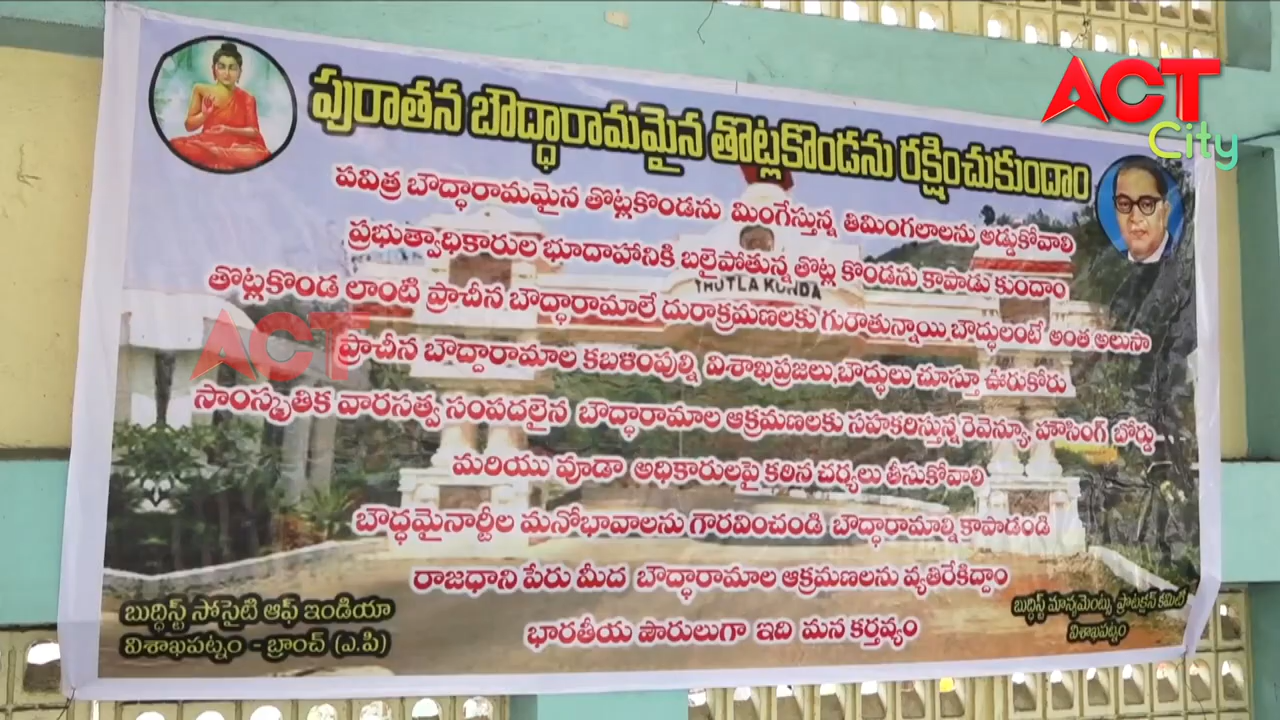 ACT
City
పురాతన బౌద్ధారామమైన తొట్లకొండను రక్షించుకుందాం
పవిత్ర బౌద్ధారామమైన తొట్లకొండను మింగేస్తున్న తిమింగలాలను అడ్డుకోవాలి
ప్రభుత్వాధికారుల భూదాహానికి బలైపోతున్న తొట్ల కొండను కాపాడు కుందాం
THOTLA KONDA
తొట్లకొండ లాంటి ప్రాచీన బౌద్ధారామాలే దురాక్రమణలకు గురౌతున్నాయి బౌద్ధులంటే అంత అలుసా
ACT
ప్రాచీన బౌద్దారామాల కబళింపుల్ని విశాఖప్రజలు,బౌద్ధులు చూస్తూ ఊరుకోరు
సాంస్కృతిక వారసత్వ సంపదలైన బౌద్ధారామాల ఆక్రమణలకు సహకరిస్తున్న రెవెన్యూ, హౌసింగ్ బోర్డు
మరియు వూడా అధికారులపై కఠిన చర్యలు తీసుకోవాలి
బౌద్ధమైనార్టీల మనోభావాలను గౌరవించండి బౌద్ధారామాల్ని కాపాడండి
రాజధాని పేరు మీద బౌద్ధారామాల ఆక్రమణలను వ్యతిరేకిద్దాం
భారతీయ పౌరులుగా ఇది మన కర్తవ్యం
బుద్ధిస్ట్ సోసైటి ఆఫ్ ఇండియా
విశాఖపట్నం - బ్రాంచ్ (ఎ.పి)
బుద్ధిస్ట్ మాన్యుమెంట్సు ప్రొటక్షన్ కమిటీ
విశాఖపట్నం